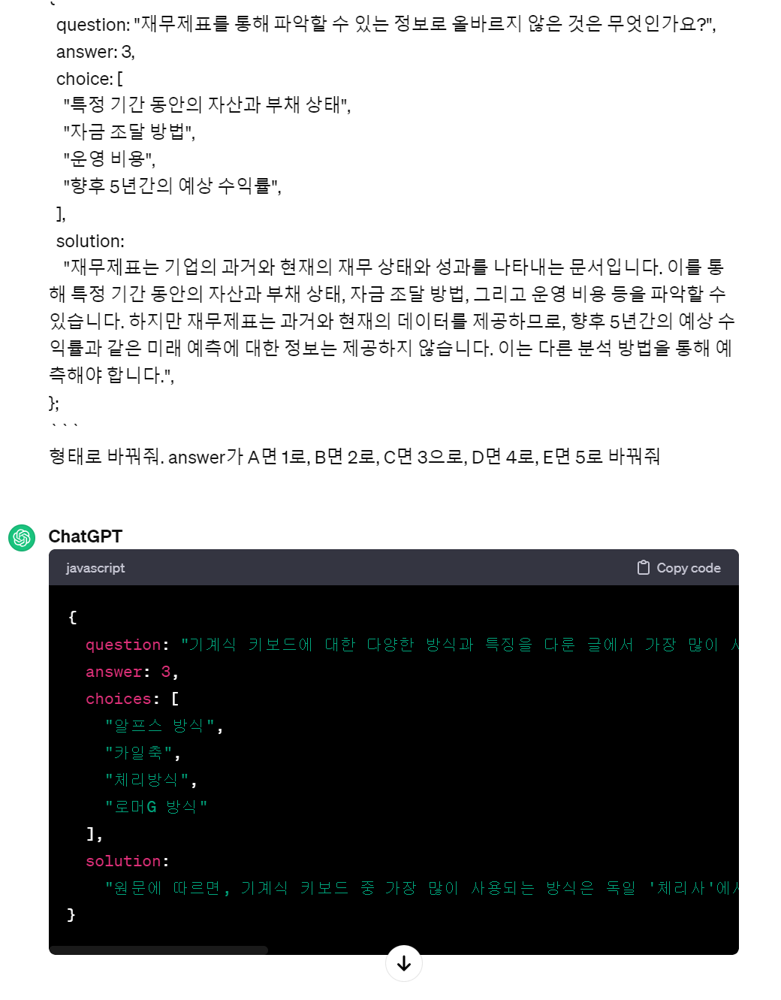 {
question: "재무제표를 통해 파악할 수 있는 정보로 올바르지 않은 것은 무엇인가요?",
answer: 3,
choice: [
"특정 기간 동안의 자산과 부채 상태",
"자금 조달 방법",
"운영 비용",
"향후 5년간의 예상 수익률",
],
solution:
"재무제표는 기업의 과거와 현재의 재무 상태와 성과를 나타내는 문서입니다. 이를 통
해 특정 기간 동안의 자산과 부채 상태, 자금 조달 방법, 그리고 운영 비용 등을 파악할 수
있습니다. 하지만 재무제표는 과거와 현재의 데이터를 제공하므로, 향후 5년간의 예상 수
익률과 같은 미래 예측에 대한 정보는 제공하지 않습니다. 이는 다른 분석 방법을 통해 예
측해야 합니다.",
};
```
형태로 바꿔줘. answer가 A면 1로, B면 2로, C면 3으로, D면 4로, E면 5로 바꿔줘
ChatGPT
javascript Copy code
{
question: "기계식 키보드에 대한 다양한 방식과 특징을 다룬 글에서 가장 많이
answer: 3,
choices: [
"알프스 방식",
"카일축",
"체리방식",
"로머G 방식"
],
solution:
"원문에 따르면, 기계식 키보드 중 가장 많이 사용되는 방식은 독일 '체리사'에서
}